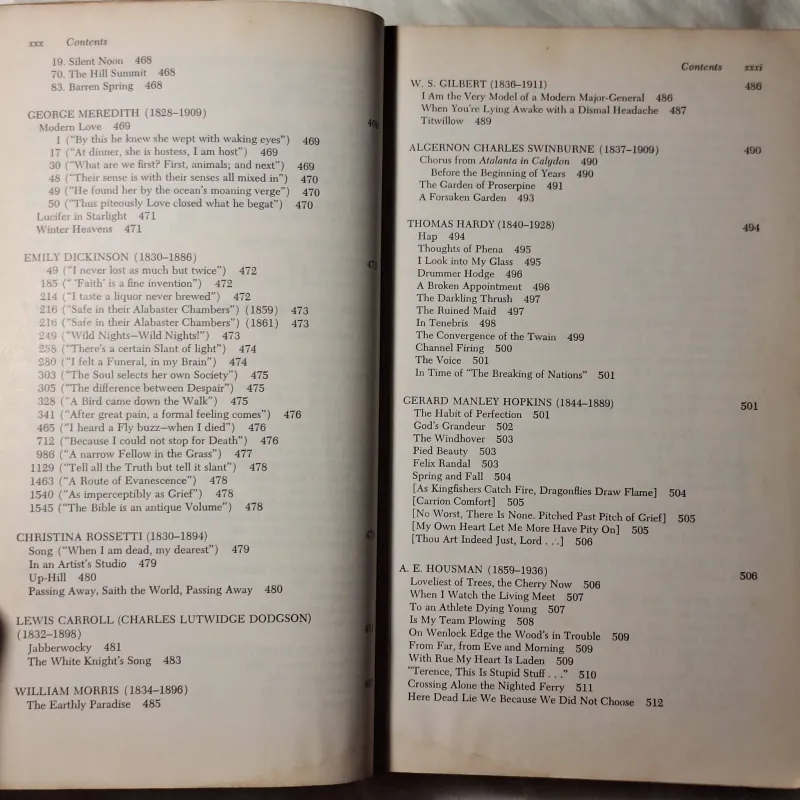 xxx Contents
19. Silent Noon 468
70. The Hill Summit 468
83. Barren Spring 468
GEORGE MEREDITH (1828–1909)
Modern Love 469
1 ("By this he knew she wept with waking eyes") 469
17 ("At dinner, she is hostess, I am host") 469
30 ("What are we first? First, animals; and next") 469
48 ("Their sense is with their senses all mixed in") 470
49 ("He found her by the ocean's moaning verge") 470
50 ("Thus piteously Love closed what he begat") 470
Lucifer in Starlight 471
Winter Heavens 471
EMILY DICKINSON (1830–1886)
49 ("I never lost as much but twice") 472
185 (" 'Faith' is a fine invention") 472
214 ("I taste a liquor never brewed") 472
216 ("Safe in their Alabaster Chambers") (1859) 473
216 ("Safe in their Alabaster Chambers") (1861) 473
249 ("Wild Nights—Wild Nights!") 473
258 ("There's a certain Slant of light") 474
280 ("I felt a Funeral, in my Brain") 474
303 ("The Soul selects her own Society") 475
305 ("The difference between Despair") 475
328 ("A Bird came down the Walk") 475
341 ("After great pain, a formal feeling comes") 476
465 ("I heard a Fly buzz—when I died") 476
712 ("Because I could not stop for Death") 476
986 ("A narrow Fellow in the Grass") 477
1129 ("Tell all the Truth but tell it slant") 478
1463 ("A Route of Evanescence") 478
1540 ("As imperceptibly as Grief") 478
1545 ("The Bible is an antique Volume") 478
CHRISTINA ROSSETTI (1830–1894)
Song ("When I am dead, my dearest") 479
In an Artist's Studio 479
Up-Hill 480
Passing Away, Saith the World, Passing Away 480
LEWIS CARROLL (CHARLES LUTWIDGE DODGSON)
(1832–1898)
Jabberwocky 481
The White Knight's Song 483
WILLIAM MORRIS (1834–1896)
The Earthly Paradise 485
Contents xxxi
W. S. GILBERT (1836–1911) 486
I Am the Very Model of a Modern Major-General 486
When You're Lying Awake with a Dismal Headache 487
Titwillow 489
ALGERNON CHARLES SWINBURNE (1837–1909) 490
Chorus from Atalanta in Calydon 490
Before the Beginning of Years 490
The Garden of Proserpine 491
A Forsaken Garden 493
THOMAS HARDY (1840–1928) 494
Hap 494
Thoughts of Phena 495
I Look into My Glass 495
Drummer Hodge 496
A Broken Appointment 496
The Darkling Thrush 497
The Ruined Maid 497
In Tenebris 498
The Convergence of the Twain 499
Channel Firing 500
The Voice 501
In Time of "The Breaking of Nations" 501
GERARD MANLEY HOPKINS (1844–1889) 501
The Habit of Perfection 501
God's Grandeur 502
The Windhover 503
Pied Beauty 503
Felix Randal 503
Spring and Fall 504
[As Kingfishers Catch Fire, Dragonflies Draw Flame] 504
[Carrion Comfort] 505
[No Worst, There Is None. Pitched Past Pitch of Grief] 505
[My Own Heart Let Me More Have Pity On] 505
[Thou Art Indeed Just, Lord . . .] 506
A. E. HOUSMAN (1859–1936) 506
Loveliest of Trees, the Cherry Now 506
When I Watch the Living Meet 507
To an Athlete Dying Young 507
Is My Team Plowing 508
On Wenlock Edge the Wood's in Trouble 509
From Far, from Eve and Morning 509
With Rue My Heart Is Laden 509
"Terence, This Is Stupid Stuff . . ." 510
Crossing Alone the Nighted Ferry 511
Here Dead Lie We Because We Did Not Choose 512